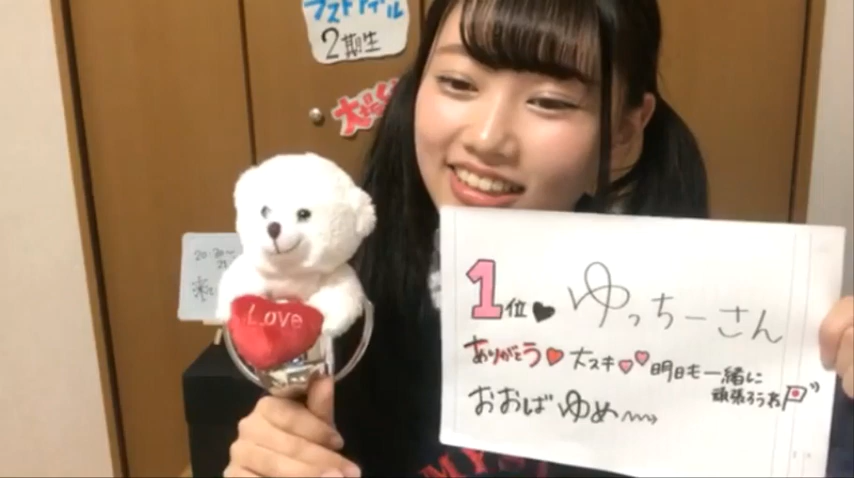 ラストアイドル
2期生
20:30〜
Love
1位♥ ゆっちーさん
ありがとう♥ 大スキ♡♡ 明日も一緒に
頑張ろうね
おおば ゆめ